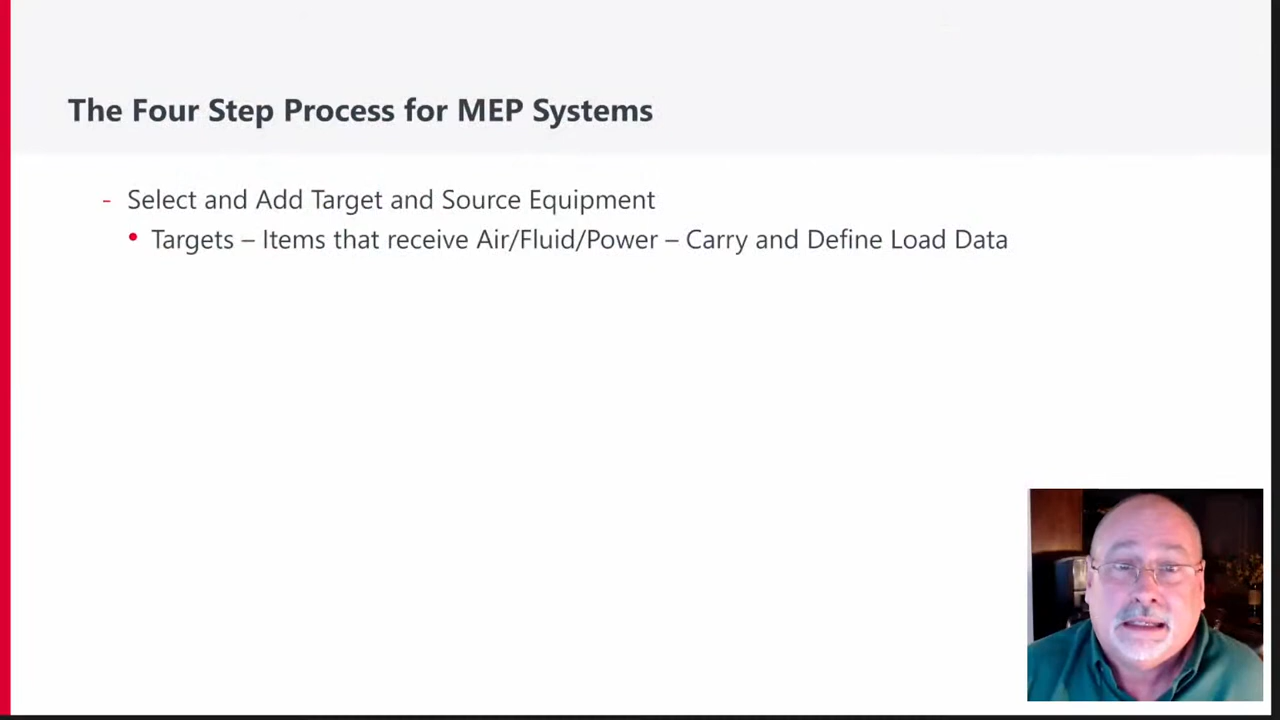 The Four Step Process for MEP Systems
- Select and Add Target and Source Equipment
• Targets – Items that receive Air/Fluid/Power – Carry and Define Load Data